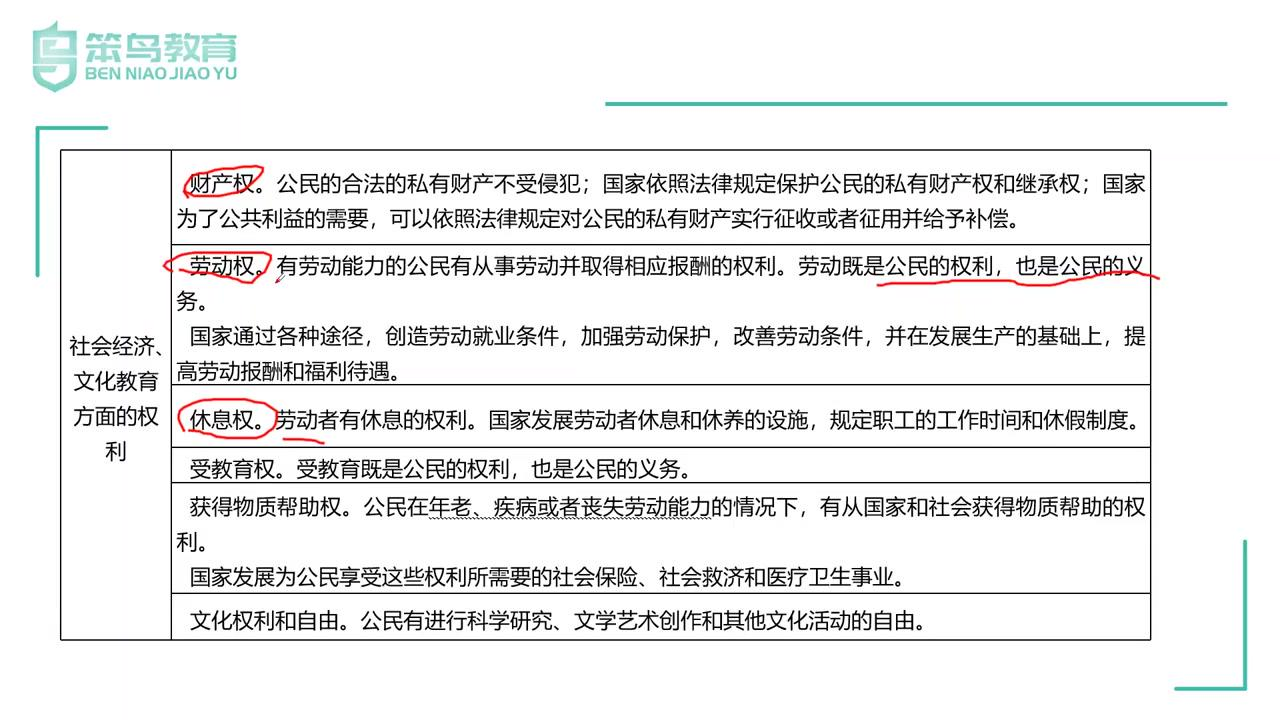 笨鸟教育
BEN NIAO JIAO YU
财产权。公民的合法的私有财产不受侵犯；国家依照法律规定保护公民的私有财产权和继承权；国家
为了公共利益的需要，可以依照法律规定对公民的私有财产实行征收或者征用并给予补偿。
劳动权。有劳动能力的公民有从事劳动并取得相应报酬的权利。劳动既是公民的权利，也是公民的义
务。
国家通过各种途径，创造劳动就业条件，加强劳动保护，改善劳动条件，并在发展生产的基础上，提
高劳动报酬和福利待遇。
社会经济、
文化教育
方面的权
利
休息权。劳动者有休息的权利。国家发展劳动者休息和休养的设施，规定职工的工作时间和休假制度。
受教育权。受教育既是公民的权利，也是公民的义务。
获得物质帮助权。公民在年老、疾病或者丧失劳动能力的情况下，有从国家和社会获得物质帮助的权
利。
国家发展为公民享受这些权利所需要的社会保险、社会救济和医疗卫生事业。
文化权利和自由。公民有进行科学研究、文学艺术创作和其他文化活动的自由。